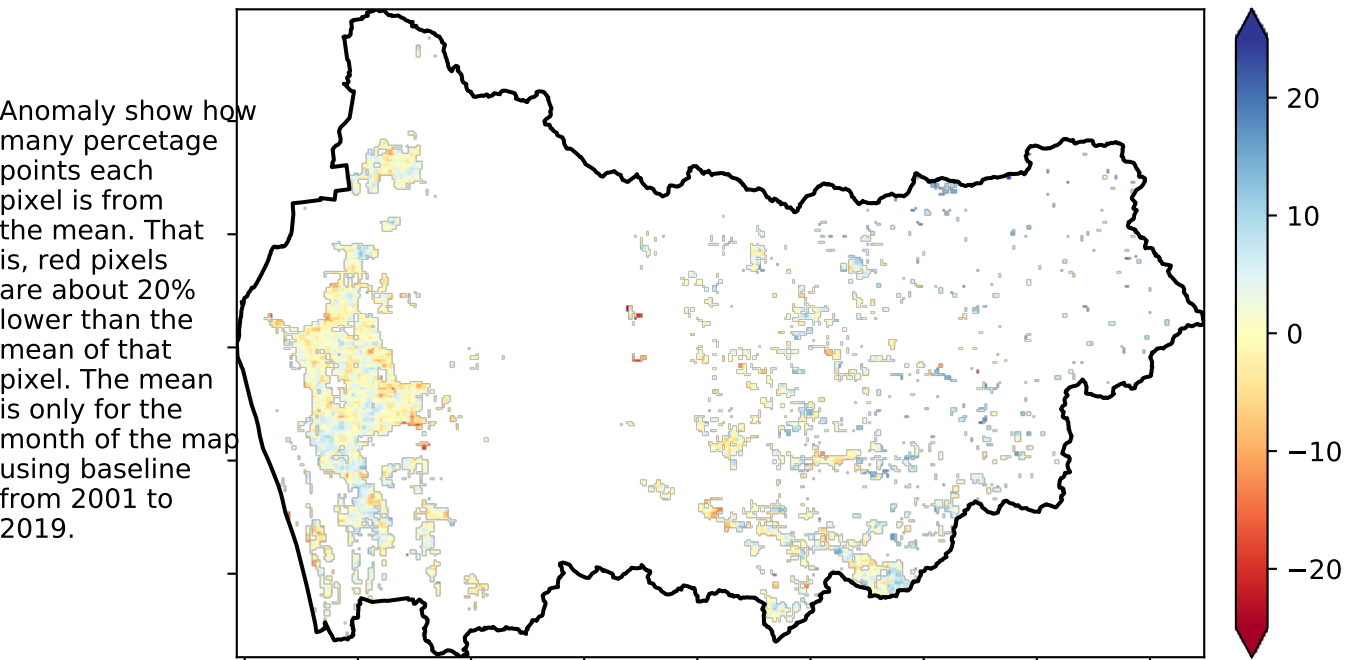 Anomaly show how
many percetage
points each
pixel is from
the mean. That
is, red pixels
are about 20%
lower than the
mean of that
pixel. The mean
is only for the
month of the map
using baseline
from 2001 to
2019.
20
10
0
−10
−20